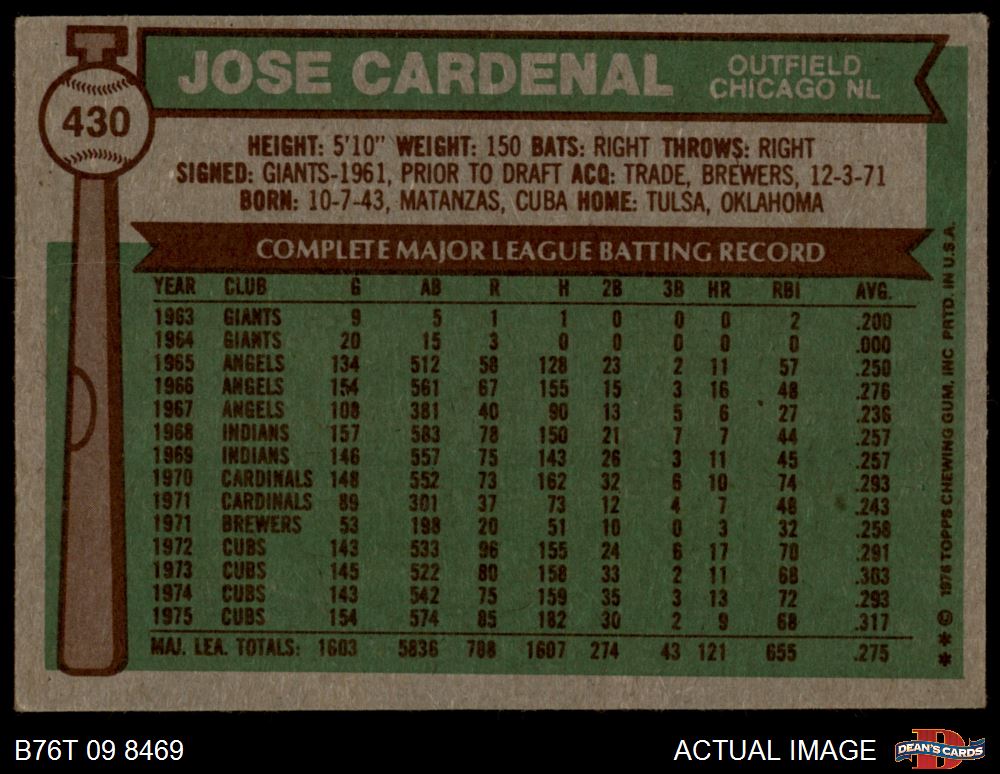 JOSE CARDENAL
OUTFIELD
CHICAGO NL
430
HEIGHT: 5'10" WEIGHT: 150 BATS: RIGHT THROWS: RIGHT
SIGNED: GIANTS-1961, PRIOR TO DRAFT ACQ: TRADE, BREWERS, 12-3-71
BORN: 10-7-43, MATANZAS, CUBA HOME: TULSA, OKLAHOMA
COMPLETE MAJOR LEAGUE BATTING RECORD
YEAR CLUB G AB R H 2B 3B HR RBI AVG.
1963 GIANTS 9 5 1 1 0 0 0 2 .200
1964 GIANTS 20 15 3 0 0 0 0 0 .000
1965 ANGELS 134 512 58 128 23 2 11 57 .250
1966 ANGELS 154 561 67 155 15 3 16 48 .276
1967 ANGELS 108 381 40 90 13 5 6 27 .236
1968 INDIANS 157 583 78 150 21 7 7 44 .257
1969 INDIANS 146 557 75 143 26 3 11 45 .257
1970 CARDINALS 148 552 73 162 32 6 10 74 .293
1971 CARDINALS 89 301 37 73 12 4 7 48 .243
1971 BREWERS 53 198 20 51 10 0 3 32 .258
1972 CUBS 143 533 96 155 24 6 17 70 .291
1973 CUBS 145 522 80 158 33 2 11 68 .303
1974 CUBS 143 542 75 159 35 3 13 72 .293
1975 CUBS 154 574 85 182 30 2 9 68 .317
MAJ. LEA. TOTALS: 1603 5836 788 1607 274 43 121 655 .275
* * © 1976 TOPPS CHEWING GUM, INC PRTD. IN U.S.A.
B76T 09 8469
ACTUAL IMAGE
DEAN'S CARDS